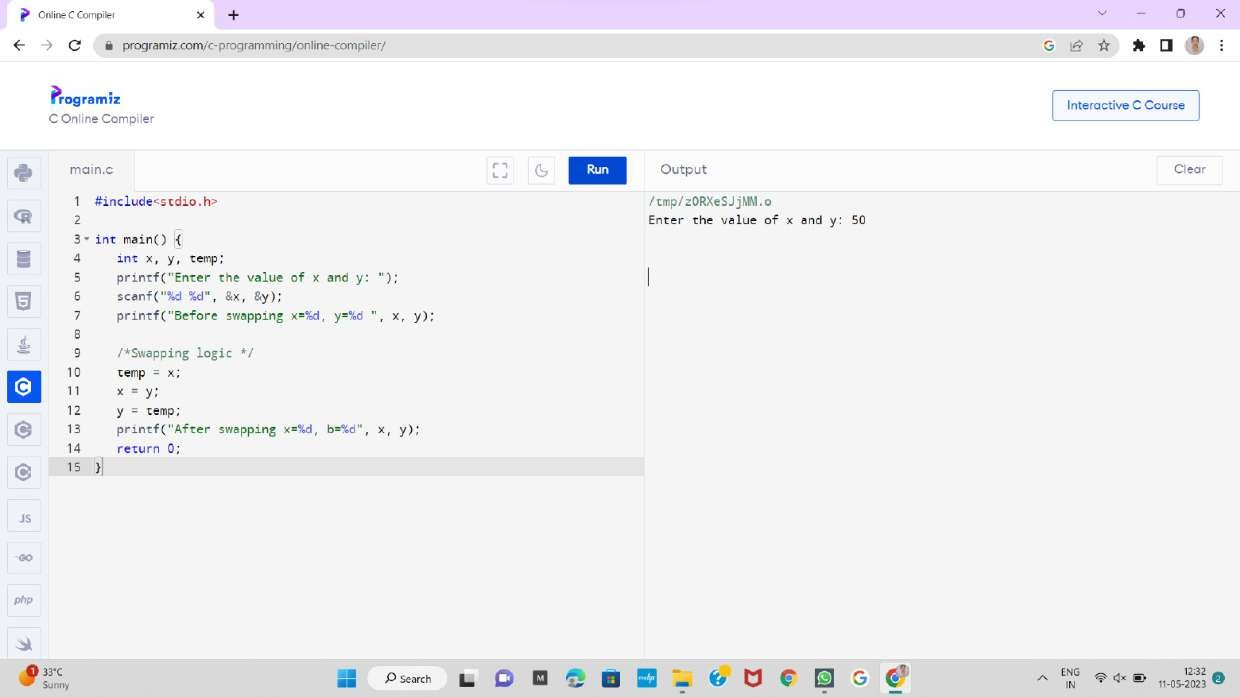 Online C Compiler
programiz.com/c-programming/online-compiler/
Programiz
C Online Compiler
Interactive C Course
main.c
Run
Output
Clear
1 #include<stdio.h>
2
3 int main() {
4 int x, y, temp;
5 printf("Enter the value of x and y: ");
6 scanf("%d %d", &x, &y);
7 printf("Before swapping x=%d, y=%d ", x, y);
8
9 /*Swapping logic */
10 temp = x;
11 x = y;
12 y = temp;
13 printf("After swapping x=%d, b=%d", x, y);
14 return 0;
15 }
/tmp/zORXeSJjMM.o
Enter the value of x and y: 50
JS
GO
php
1
33°C
Sunny
Search
M
ENG
IN
12:32
11-05-2023
2